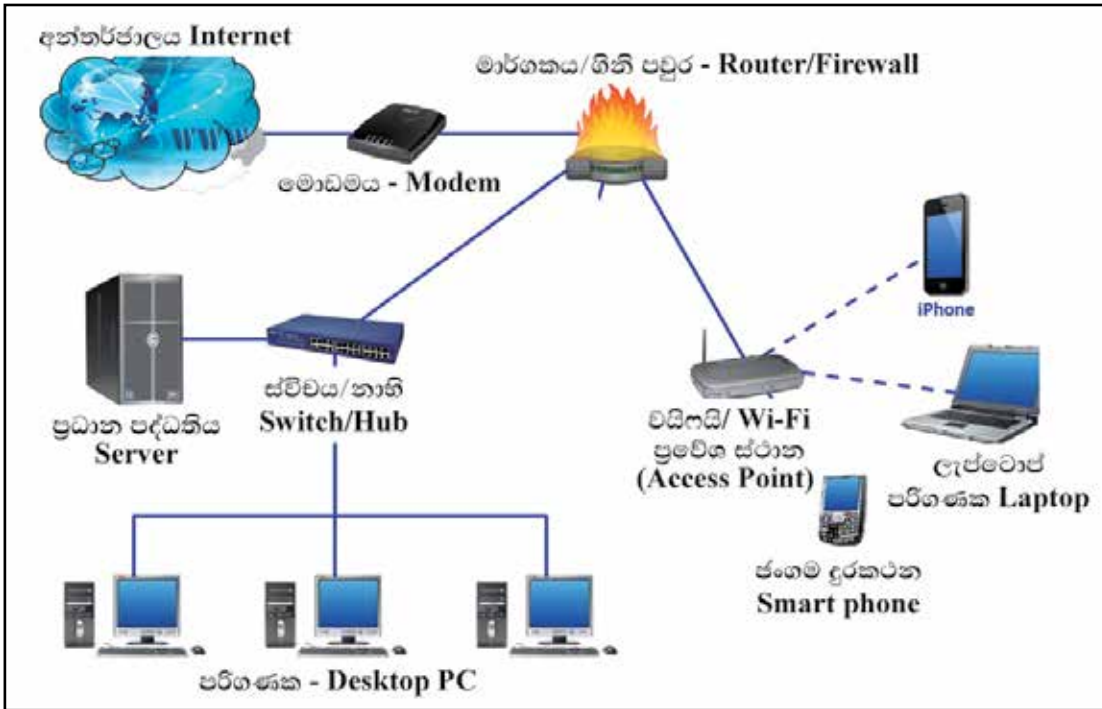 අන්තර්ජාලය Internet
මාර්ගකය/ගිනි පවුර - Router/Firewall
මොඩමය - Modem
iPhone
ස්විචය/නාභි
Switch/Hub
ප්‍රධාන පද්ධතිය
Server
වයිෆයි/ Wi-Fi
ප්‍රවේශ ස්ථාන
(Access Point)
ලැප්ටොප්
පරිගණක Laptop
ජංගම දුරකථන
Smart phone
පරිගණක - Desktop PC